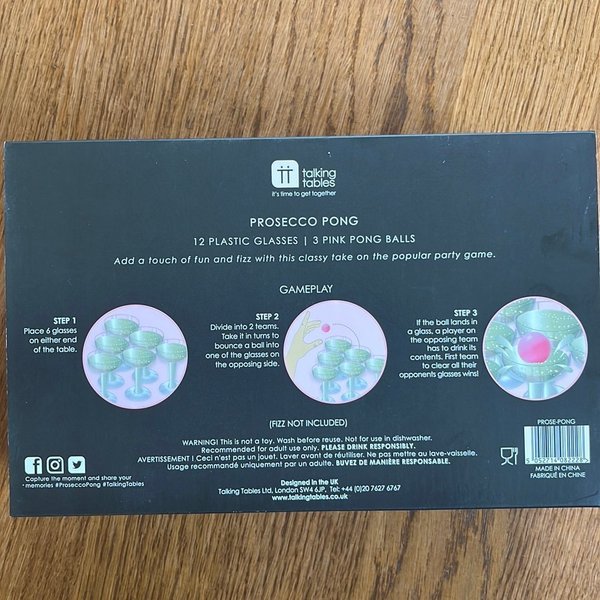 talking
tables
it's time to get together
PROSECCO PONG
12 PLASTIC GLASSES | 3 PINK PONG BALLS
Add a touch of fun and fizz with this classy take on the popular party game.
GAMEPLAY
STEP 1
Place 6 glasses
on either end
of the table.
STEP 2
Divide into 2 teams.
Take it in turns to
bounce a ball into
one of the glasses on
the opposing side.
STEP 3
If the ball lands in
a glass, a player on
the opposing team
has to drink its
contents. First team
to clear all their
opponents glasses wins!
(FIZZ NOT INCLUDED)
WARNING! This is not a toy. Wash before reuse. Not for use in dishwasher.
Recommended for adult use only. PLEASE DRINK RESPONSIBLY.
AVERTISSEMENT ! Ceci n'est pas un jouet. Laver avant de réutiliser. Ne pas mettre au lave-vaisselle.
Usage recommandé uniquement par un adulte. BUVEZ DE MANIÈRE RESPONSABLE.
Capture the moment and share your
memories #ProseccoPong #TalkingTables
Designed in the UK
Talking Tables Ltd, London SW4 6JP, Tel: +44 (0)20 7627 6767
www.talkingtables.co.uk
PROSE-PONG
MADE IN CHINA
FABRIQUÉ EN CHINE